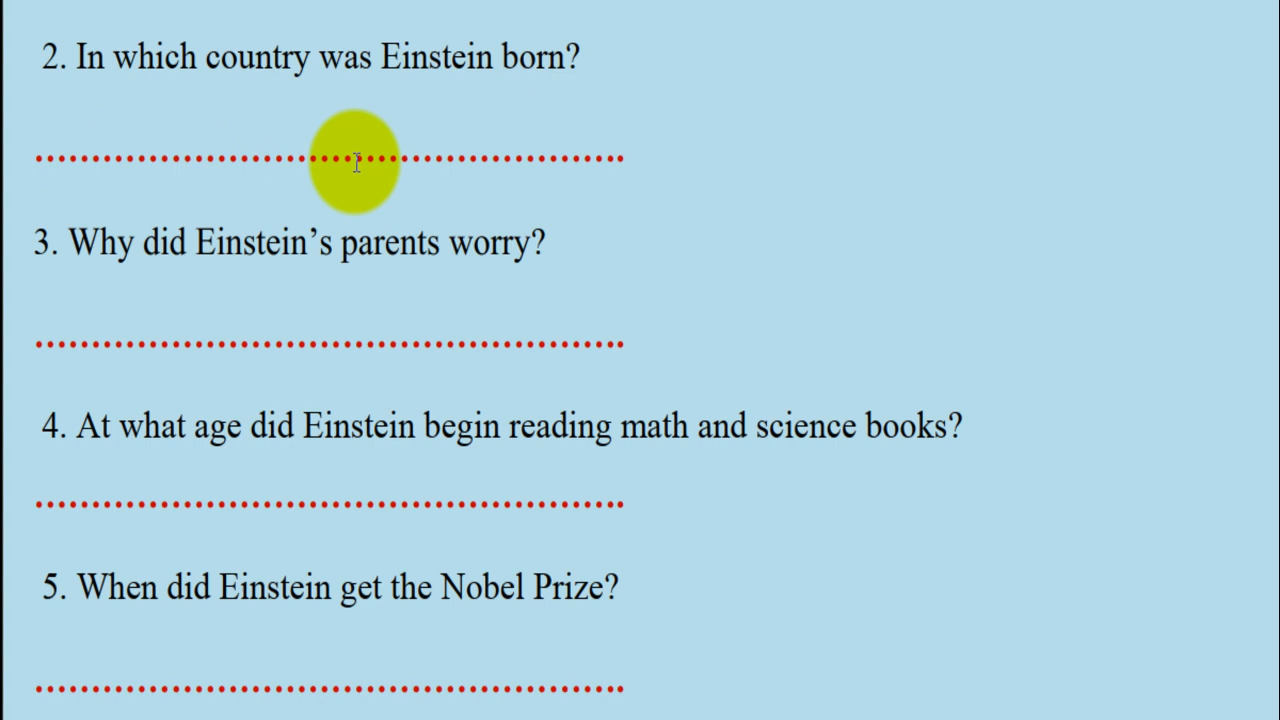 2. In which country was Einstein born?
......................................................
3. Why did Einstein’s parents worry?
......................................................
4. At what age did Einstein begin reading math and science books?
......................................................
5. When did Einstein get the Nobel Prize?
......................................................